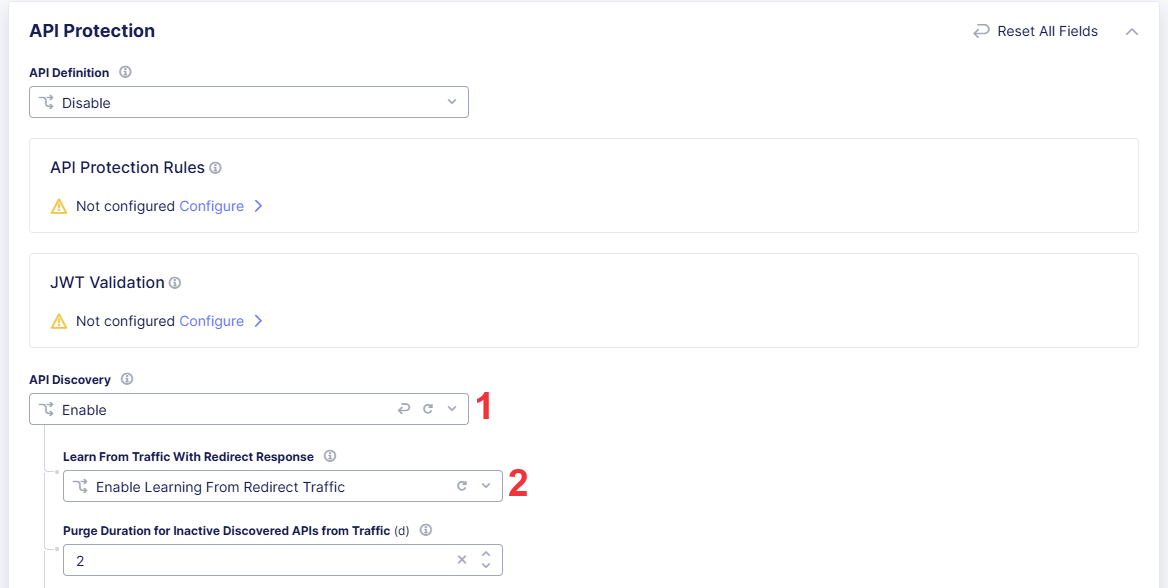 API Protection
Reset All Fields
API Definition
Disable
API Protection Rules
Not configured Configure
JWT Validation
Not configured Configure
API Discovery
Enable
1
Learn From Traffic With Redirect Response
Enable Learning From Redirect Traffic
2
Purge Duration for Inactive Discovered APIs from Traffic (d)
2